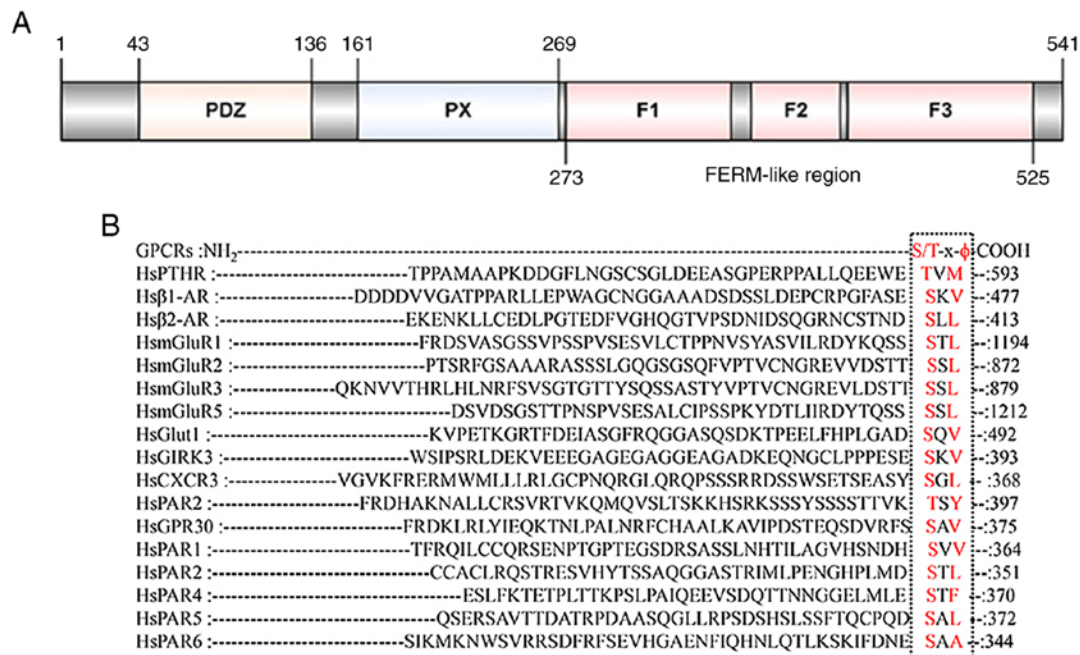 A
1 43 136 161 269 541
PDZ PX F1 F2 F3
273 FERM-like region 525
B
GPCRs :NH2--------------------S/T-x-ϕ COOH
HsPTHR :--------------------TPPAMAAPKDDGFLNGSCSGLDEEASGPERPPALLQEEWE TVM --:593
Hsβ1-AR :--------------------DDDDVVGATPPARLLEPWAGCNGGAAADSDSSLDEPCRPGFASE SKV --:477
Hsβ2-AR :--------------------EKENKLLCEDLPGTEDFVGHQGTVPSDNIDSQGRNCSTND SLL --:413
HsmGluR1 :--------------------FRDSVASGSSVPSSPVSESVLCTPPNVSYASVILRDYKQSS STL --:1194
HsmGluR2 :--------------------PTSRFGSAAARASSSLGQGSGSQFVPTVCNGREVVDSTT SSL --:872
HsmGluR3 :--------------------QKNVVTHRLHLNRFSVSGTGTTYSQSSASTYVPTVCNGREVLDSTT SSL --:879
HsmGluR5 :--------------------DSVDSGSTTPNSPVSESALCIPSSPKYDTLIIRDYTQSS SSL --:1212
HsGlut1 :--------------------KVPETKGRTFDEIASGFRQGGASQSDKTPEELFHPLGAD SQV --:492
HsGIRK3 :--------------------WSIPSRLDEKVEEEGAGEGAGGEAGADKEQNGCLPPPESE SKV --:393
HsCXCR3 :--------------------VGVKFRERMWMLLLRLGCPNQRGLQRQPSSSRRDSSWSETSEASY SGL --:368
HsPAR2 :--------------------FRDHAKNALLCRSVRTVKQMQVSLTSKKHSRKSSSYSSSSTTVK TSY --:397
HsGPR30 :--------------------FRDKLRLYIEQKTNLPALNRFCHAALKAVIPDSTEQSDVRFS SAV --:375
HsPAR1 :--------------------TFRQILCCQRSENPTGPTEGSDRSASSLNHTILAGVHSNDH SVV --:364
HsPAR2 :--------------------CCACLRQSTRESVHYTSSAQGGASTRIMLPENGHPLMD STL --:351
HsPAR4 :--------------------ESLFKTETPLTTKPSLPAIQEEVSDQTTNNGGELMLE STF --:370
HsPAR5 :--------------------QSERSAVTTDATRPDAASQGLLRPSDSHSLSSFTQCPQD SAL --:372
HsPAR6 :--------------------SIKMKNWSVRRSDFRFSEVHGAENFIQHNLQTLKSKIFDNE SAA --:344